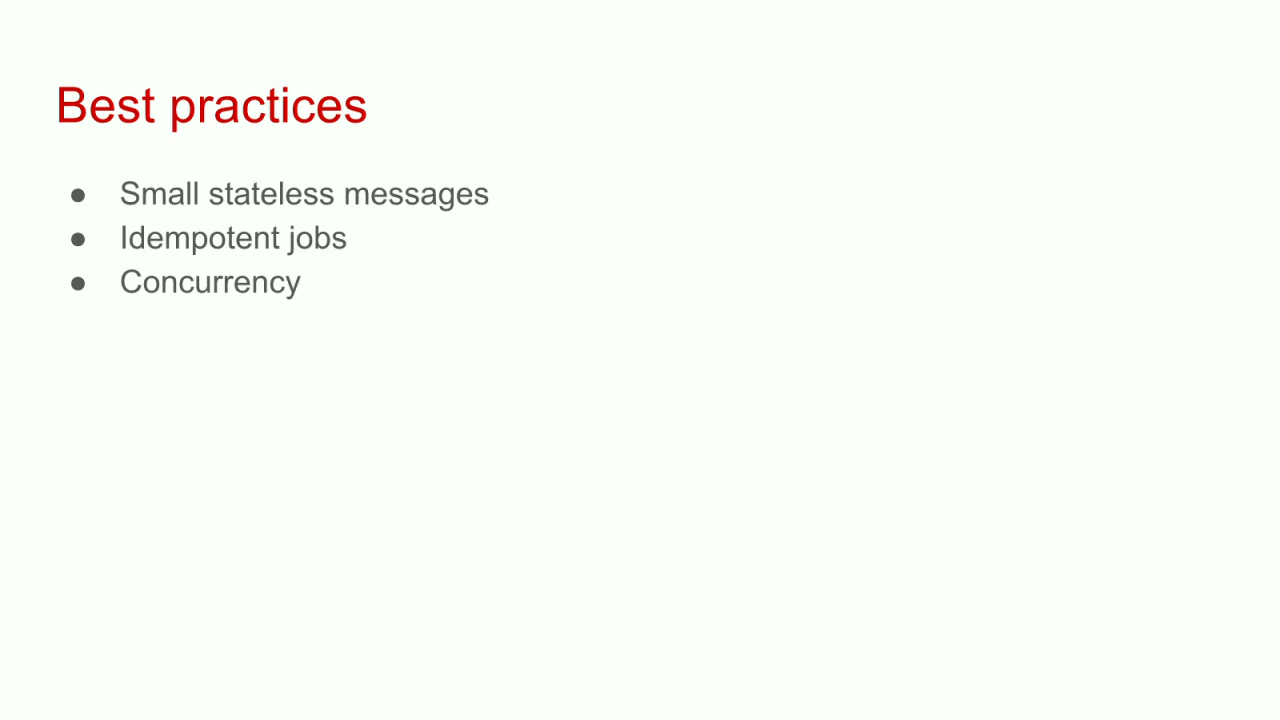 Best practices
● Small stateless messages
● Idempotent jobs
● Concurrency